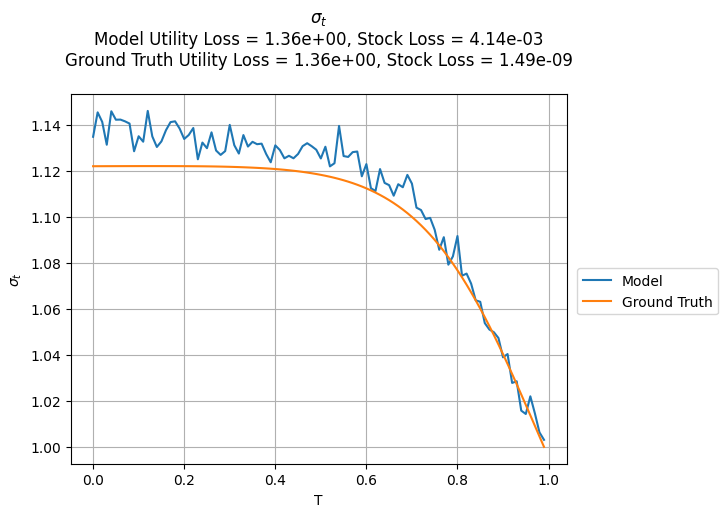 σₜ
Model Utility Loss = 1.36e+00, Stock Loss = 4.14e-03
Ground Truth Utility Loss = 1.36e+00, Stock Loss = 1.49e-09
1.14
1.12
1.10
1.08
1.06
1.04
1.02
1.00
σₜ
0.0 0.2 0.4 0.6 0.8 1.0
T
Model
Ground Truth